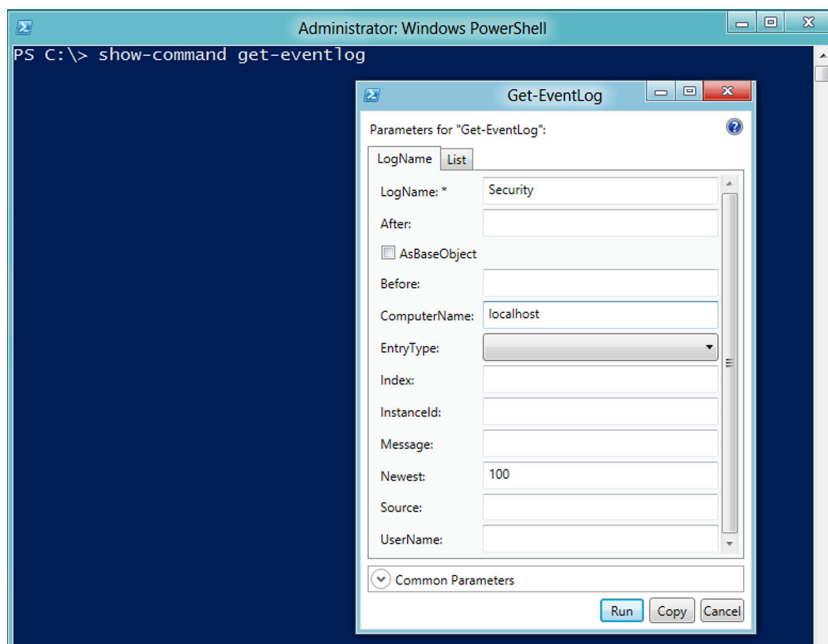 Administrator: Windows PowerShell
PS C:\> show-command get-eventlog
Get-EventLog
Parameters for "Get-EventLog":
LogName List
LogName: * Security
After:
AsBaseObject
Before:
ComputerName: localhost
EntryType:
Index:
InstanceId:
Message:
Newest: 100
Source:
UserName:
Common Parameters
Run Copy Cancel